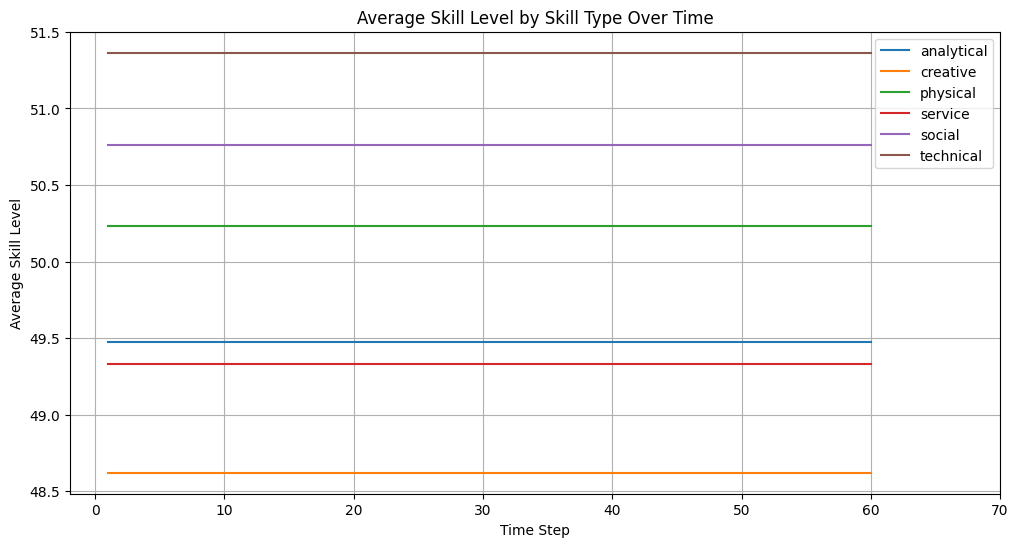 Average Skill Level by Skill Type Over Time
Average Skill Level
51.5
51.0
50.5
50.0
49.5
49.0
48.5
analytical
creative
physical
service
social
technical
0 10 20 30 40 50 60 70
Time Step